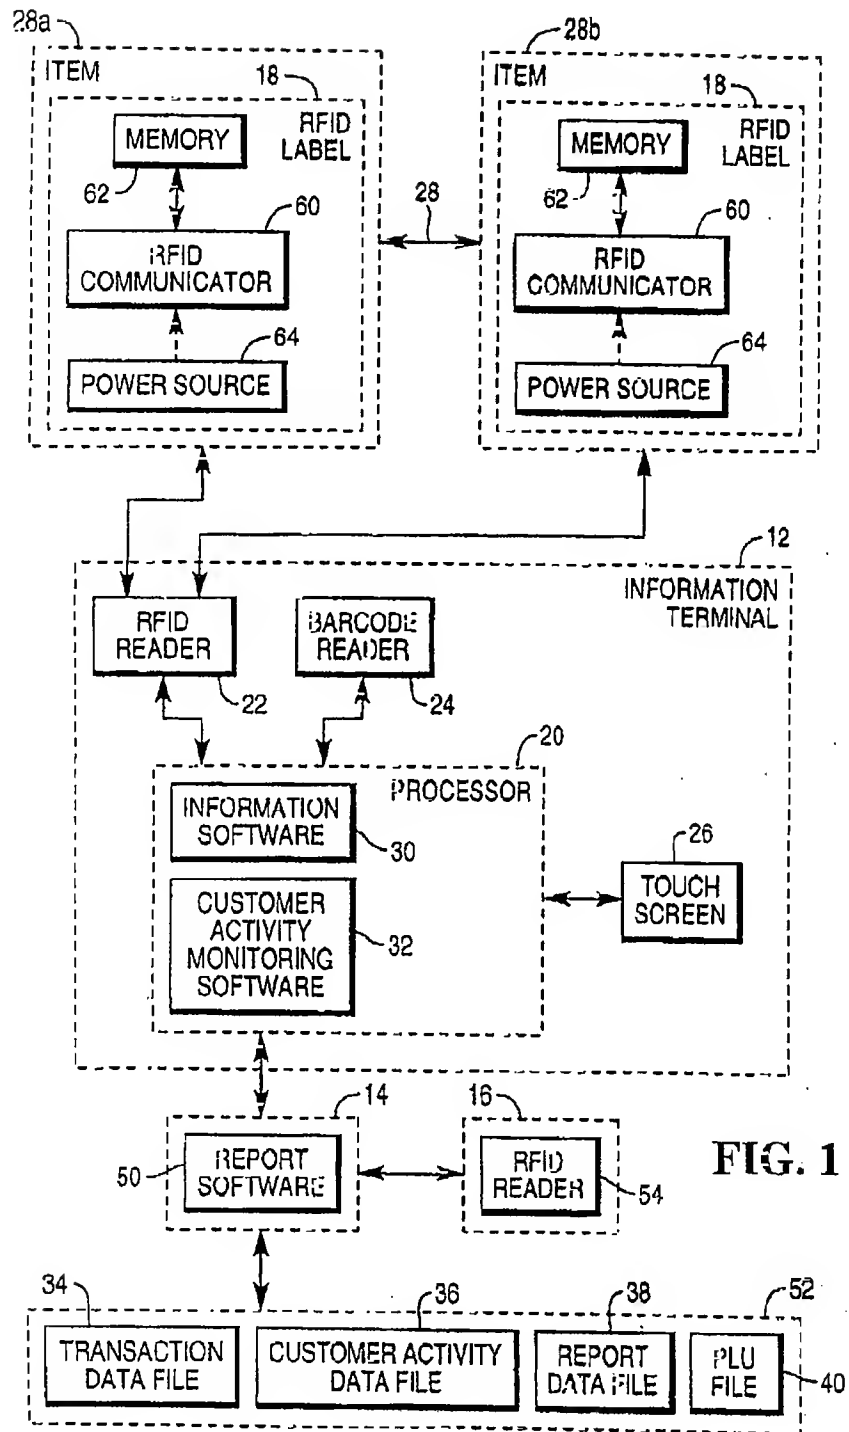 28a
ITEM
18
RFID
LABEL
MEMORY
62
60
RFID
COMMUNICATOR
64
POWER SOURCE
28
28b
ITEM
18
RFID
LABEL
MEMORY
62
60
RFID
COMMUNICATOR
64
POWER SOURCE
12
INFORMATION
TERMINAL
RFID
READER
22
BARCODE
READER
24
20
PROCESSOR
INFORMATION
SOFTWARE
30
CUSTOMER
ACTIVITY
MONITORING
SOFTWARE
32
26
TOUCH
SCREEN
14
REPORT
SOFTWARE
50
16
RFID
READER
54
FIG. 1
34
TRANSACTION
DATA FILE
36
CUSTOMER ACTIVITY
DATA FILE
38
REPORT
DATA FILE
52
PLU
FILE
40